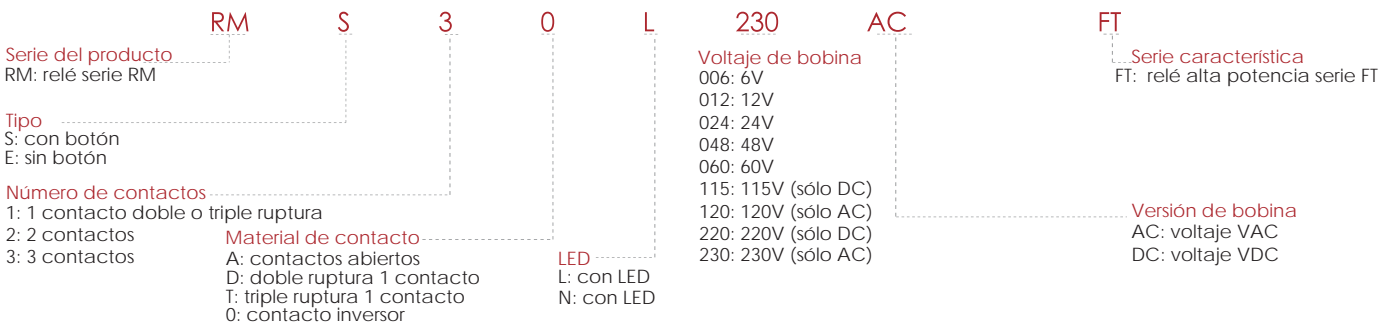 RM S 3 0 L 230 AC FT
Serie del producto
RM: relé serie RM
Tipo
S: con botón
E: sin botón
Número de contactos
1: 1 contacto doble o triple ruptura
2: 2 contactos
3: 3 contactos
Material de contacto
A: contactos abiertos
D: doble ruptura 1 contacto
T: triple ruptura 1 contacto
0: contacto inversor
LED
L: con LED
N: con LED
Voltaje de bobina
006: 6V
012: 12V
024: 24V
048: 48V
060: 60V
115: 115V (sólo DC)
120: 120V (sólo AC)
220: 220V (sólo DC)
230: 230V (sólo AC)
Serie característica
FT: relé alta potencia serie FT
Versión de bobina
AC: voltaje VAC
DC: voltaje VDC